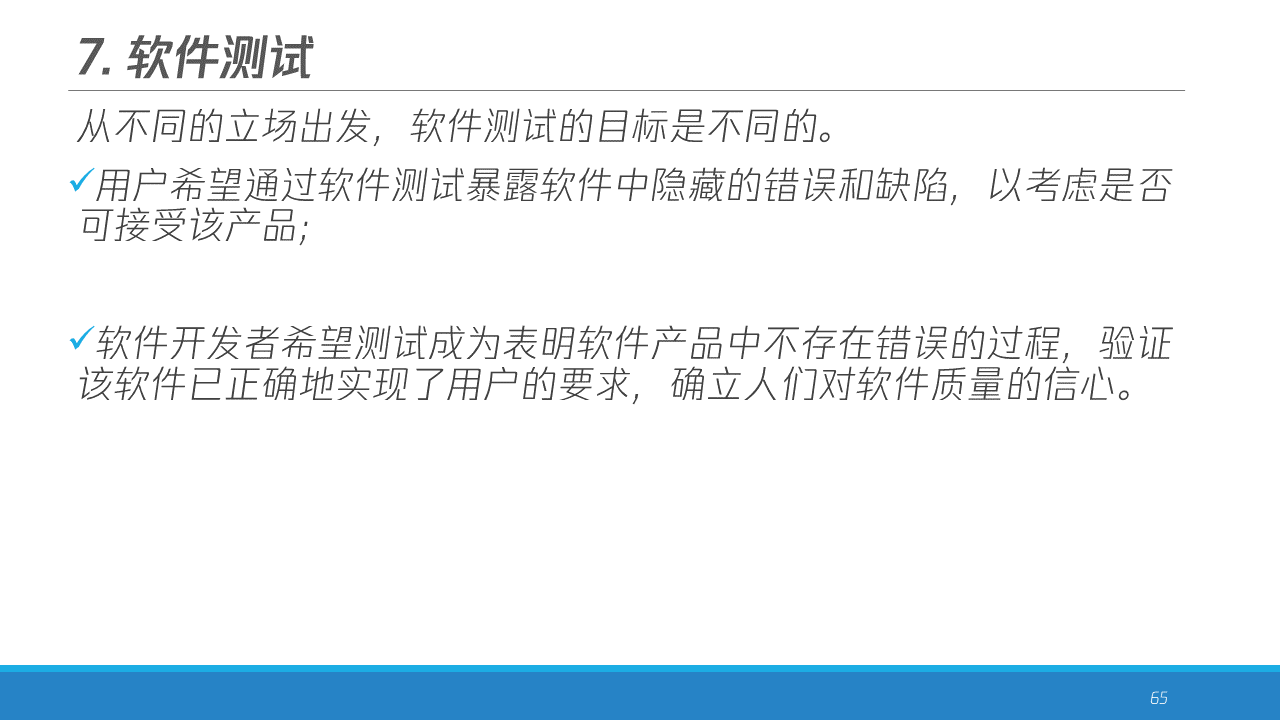 7. 软件测试
从不同的立场出发，软件测试的目标是不同的。
✓用户希望通过软件测试暴露软件中隐藏的错误和缺陷，以考虑是否
可接受该产品；
✓软件开发者希望测试成为表明软件产品中不存在错误的过程，验证
该软件已正确地实现了用户的要求，确立人们对软件质量的信心。
65